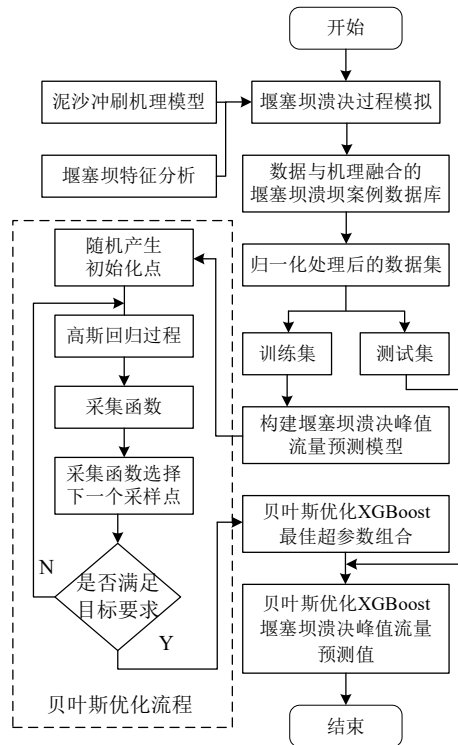 开始
泥沙冲刷机理模型
堰塞坝溃决过程模拟
堰塞坝特征分析
数据与机理融合的
堰塞坝溃坝案例数据库
随机产生
初始化点
归一化处理后的数据集
高斯回归过程
训练集
测试集
采集函数
构建堰塞坝溃决峰值
流量预测模型
采集函数选择
下一个采样点
贝叶斯优化XGBoost
最佳超参数组合
N
是否满足
目标要求
Y
贝叶斯优化XGBoost
堰塞坝溃决峰值流量
预测值
贝叶斯优化流程
结束